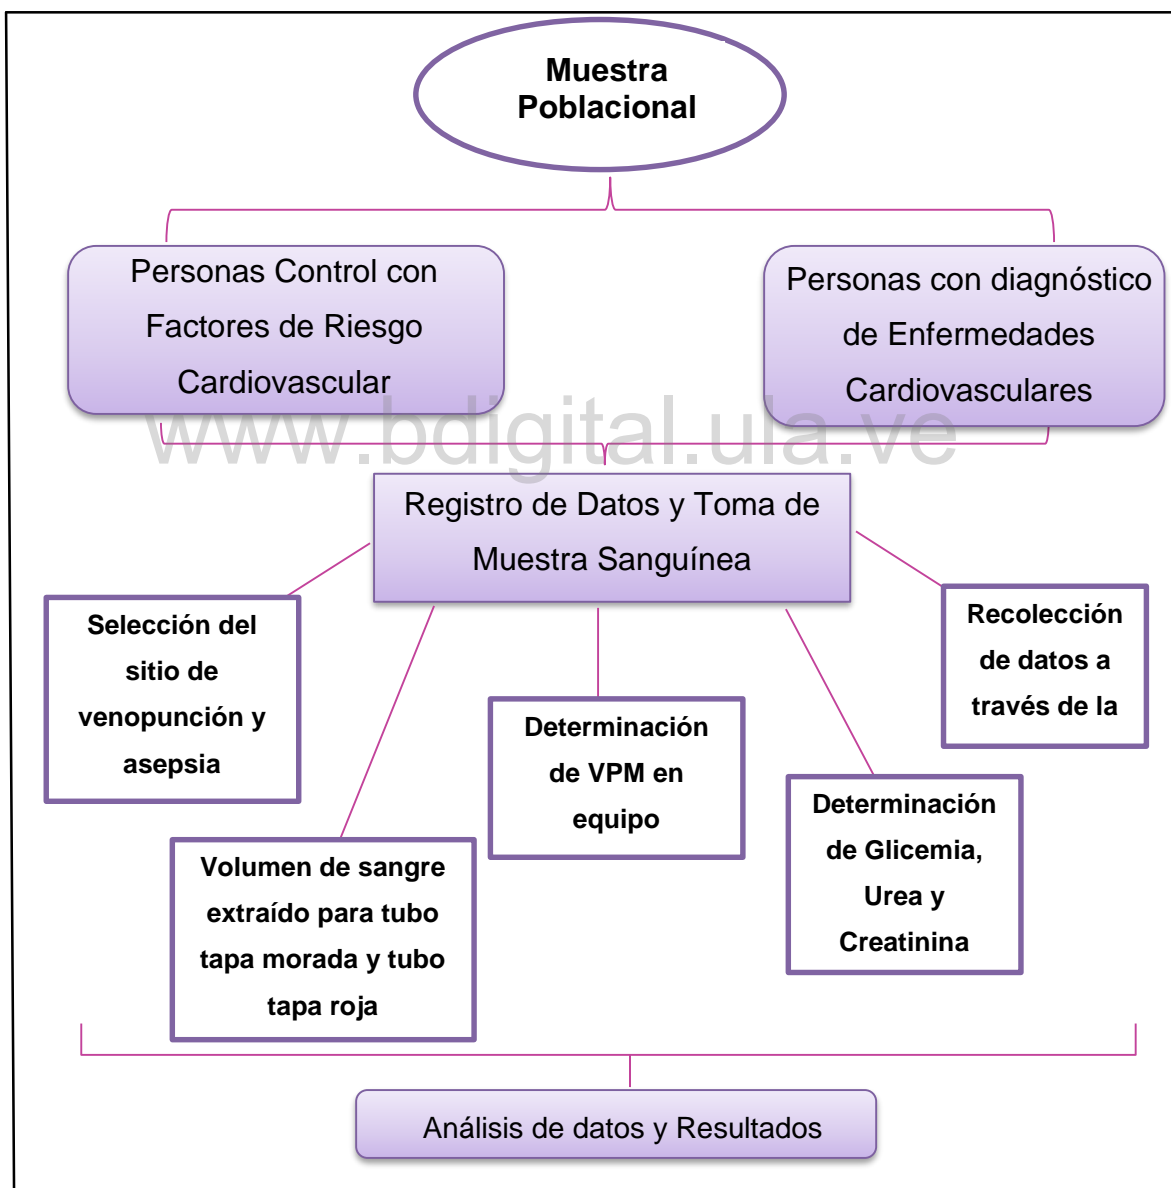 Muestra
Poblacional
Personas Control con
Factores de Riesgo
Cardiovascular
Personas con diagnóstico
de Enfermedades
Cardiovasculares
www.bdigital.ula.ve
Registro de Datos y Toma de
Muestra Sanguínea
Selección del
sitio de
venopunción y
asepsia
Volumen de sangre
extraído para tubo
tapa morada y tubo
tapa roja
Determinación
de VPM en
equipo
Determinación
de Glicemia,
Urea y
Creatinina
Recolección
de datos a
través de la
Análisis de datos y Resultados